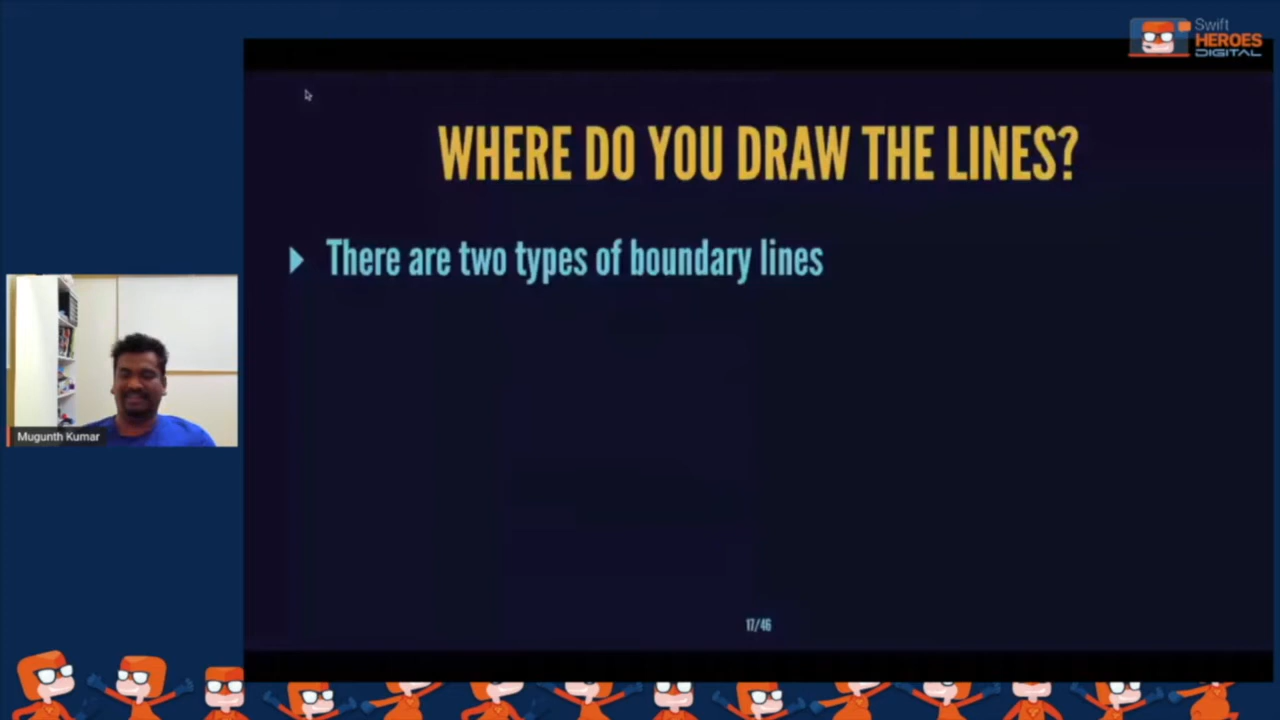 Swift
HEROES
DIGITAL
WHERE DO YOU DRAW THE LINES?
There are two types of boundary lines
Mugunth Kumar
17/46